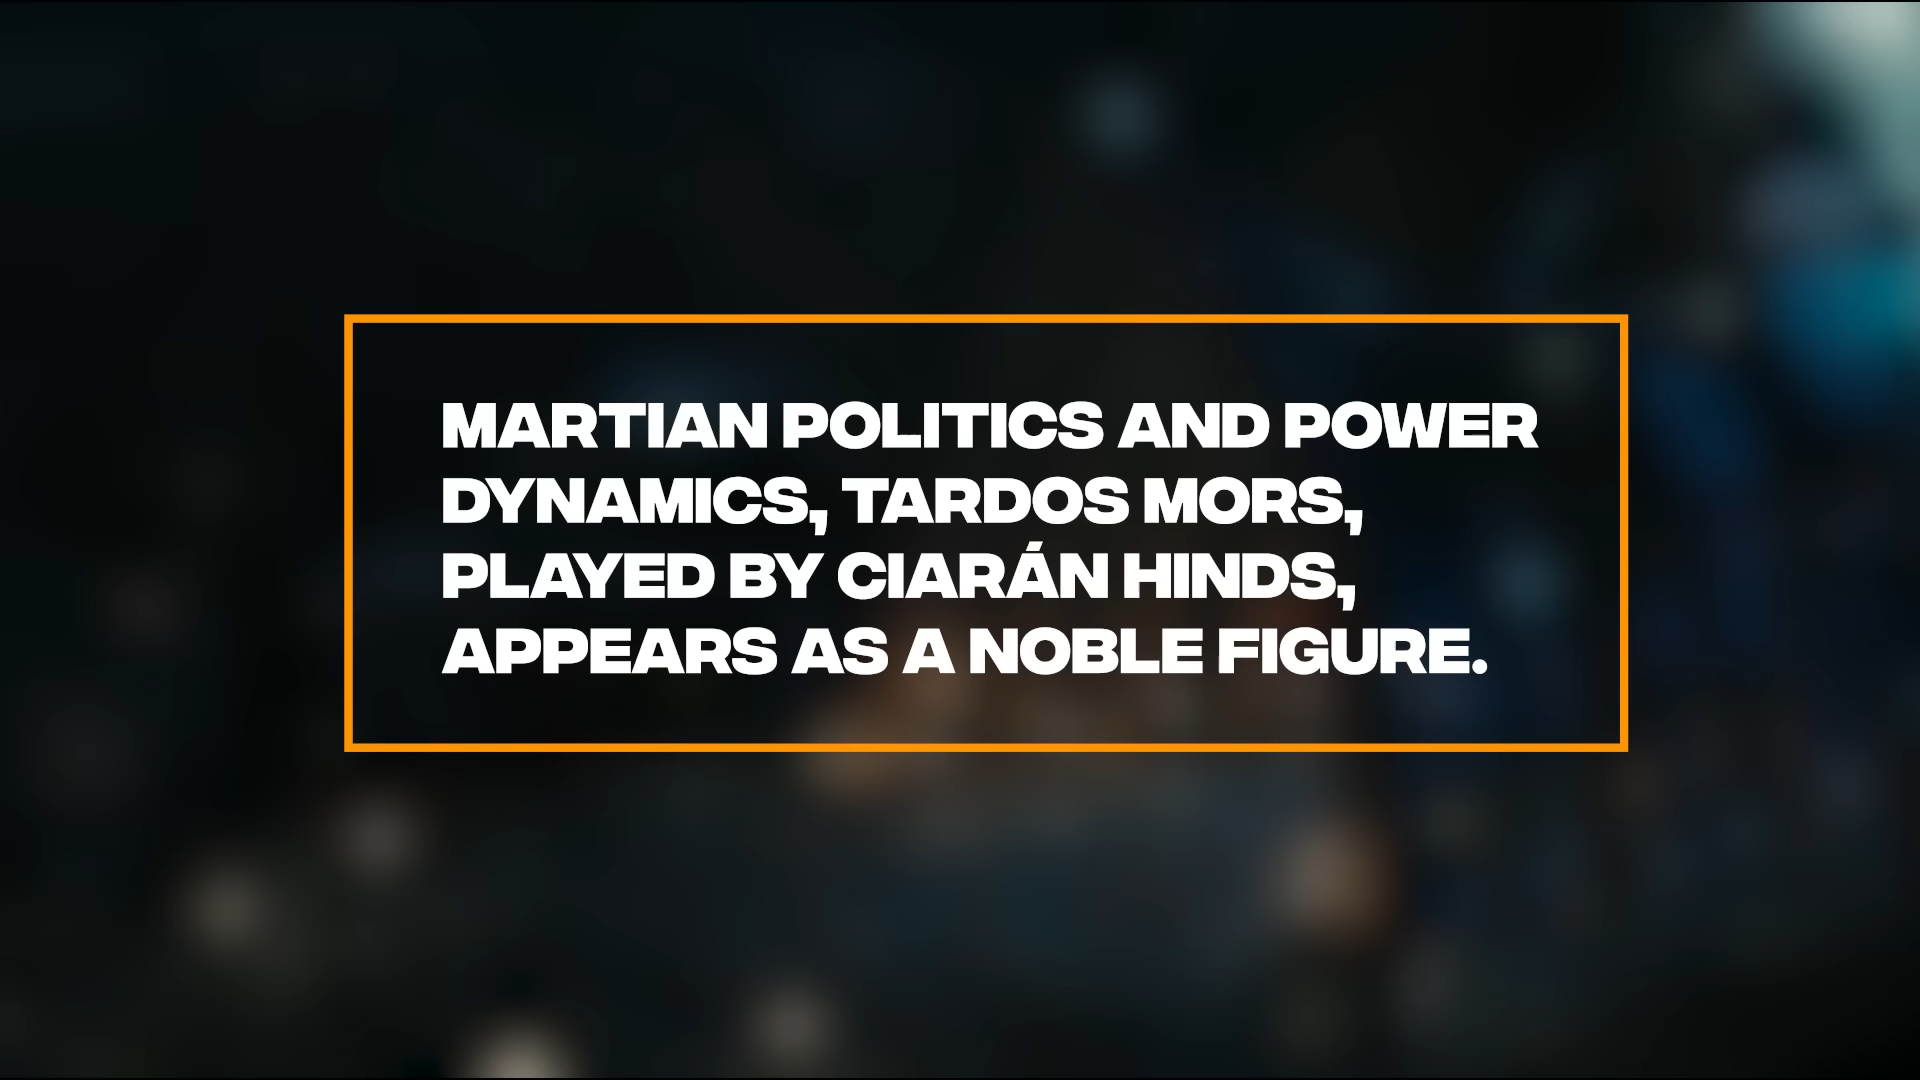 MARTIAN POLITICS AND POWER
DYNAMICS, TARDOS MORS,
PLAYED BY CIARÁN HINDS,
APPEARS AS A NOBLE FIGURE.